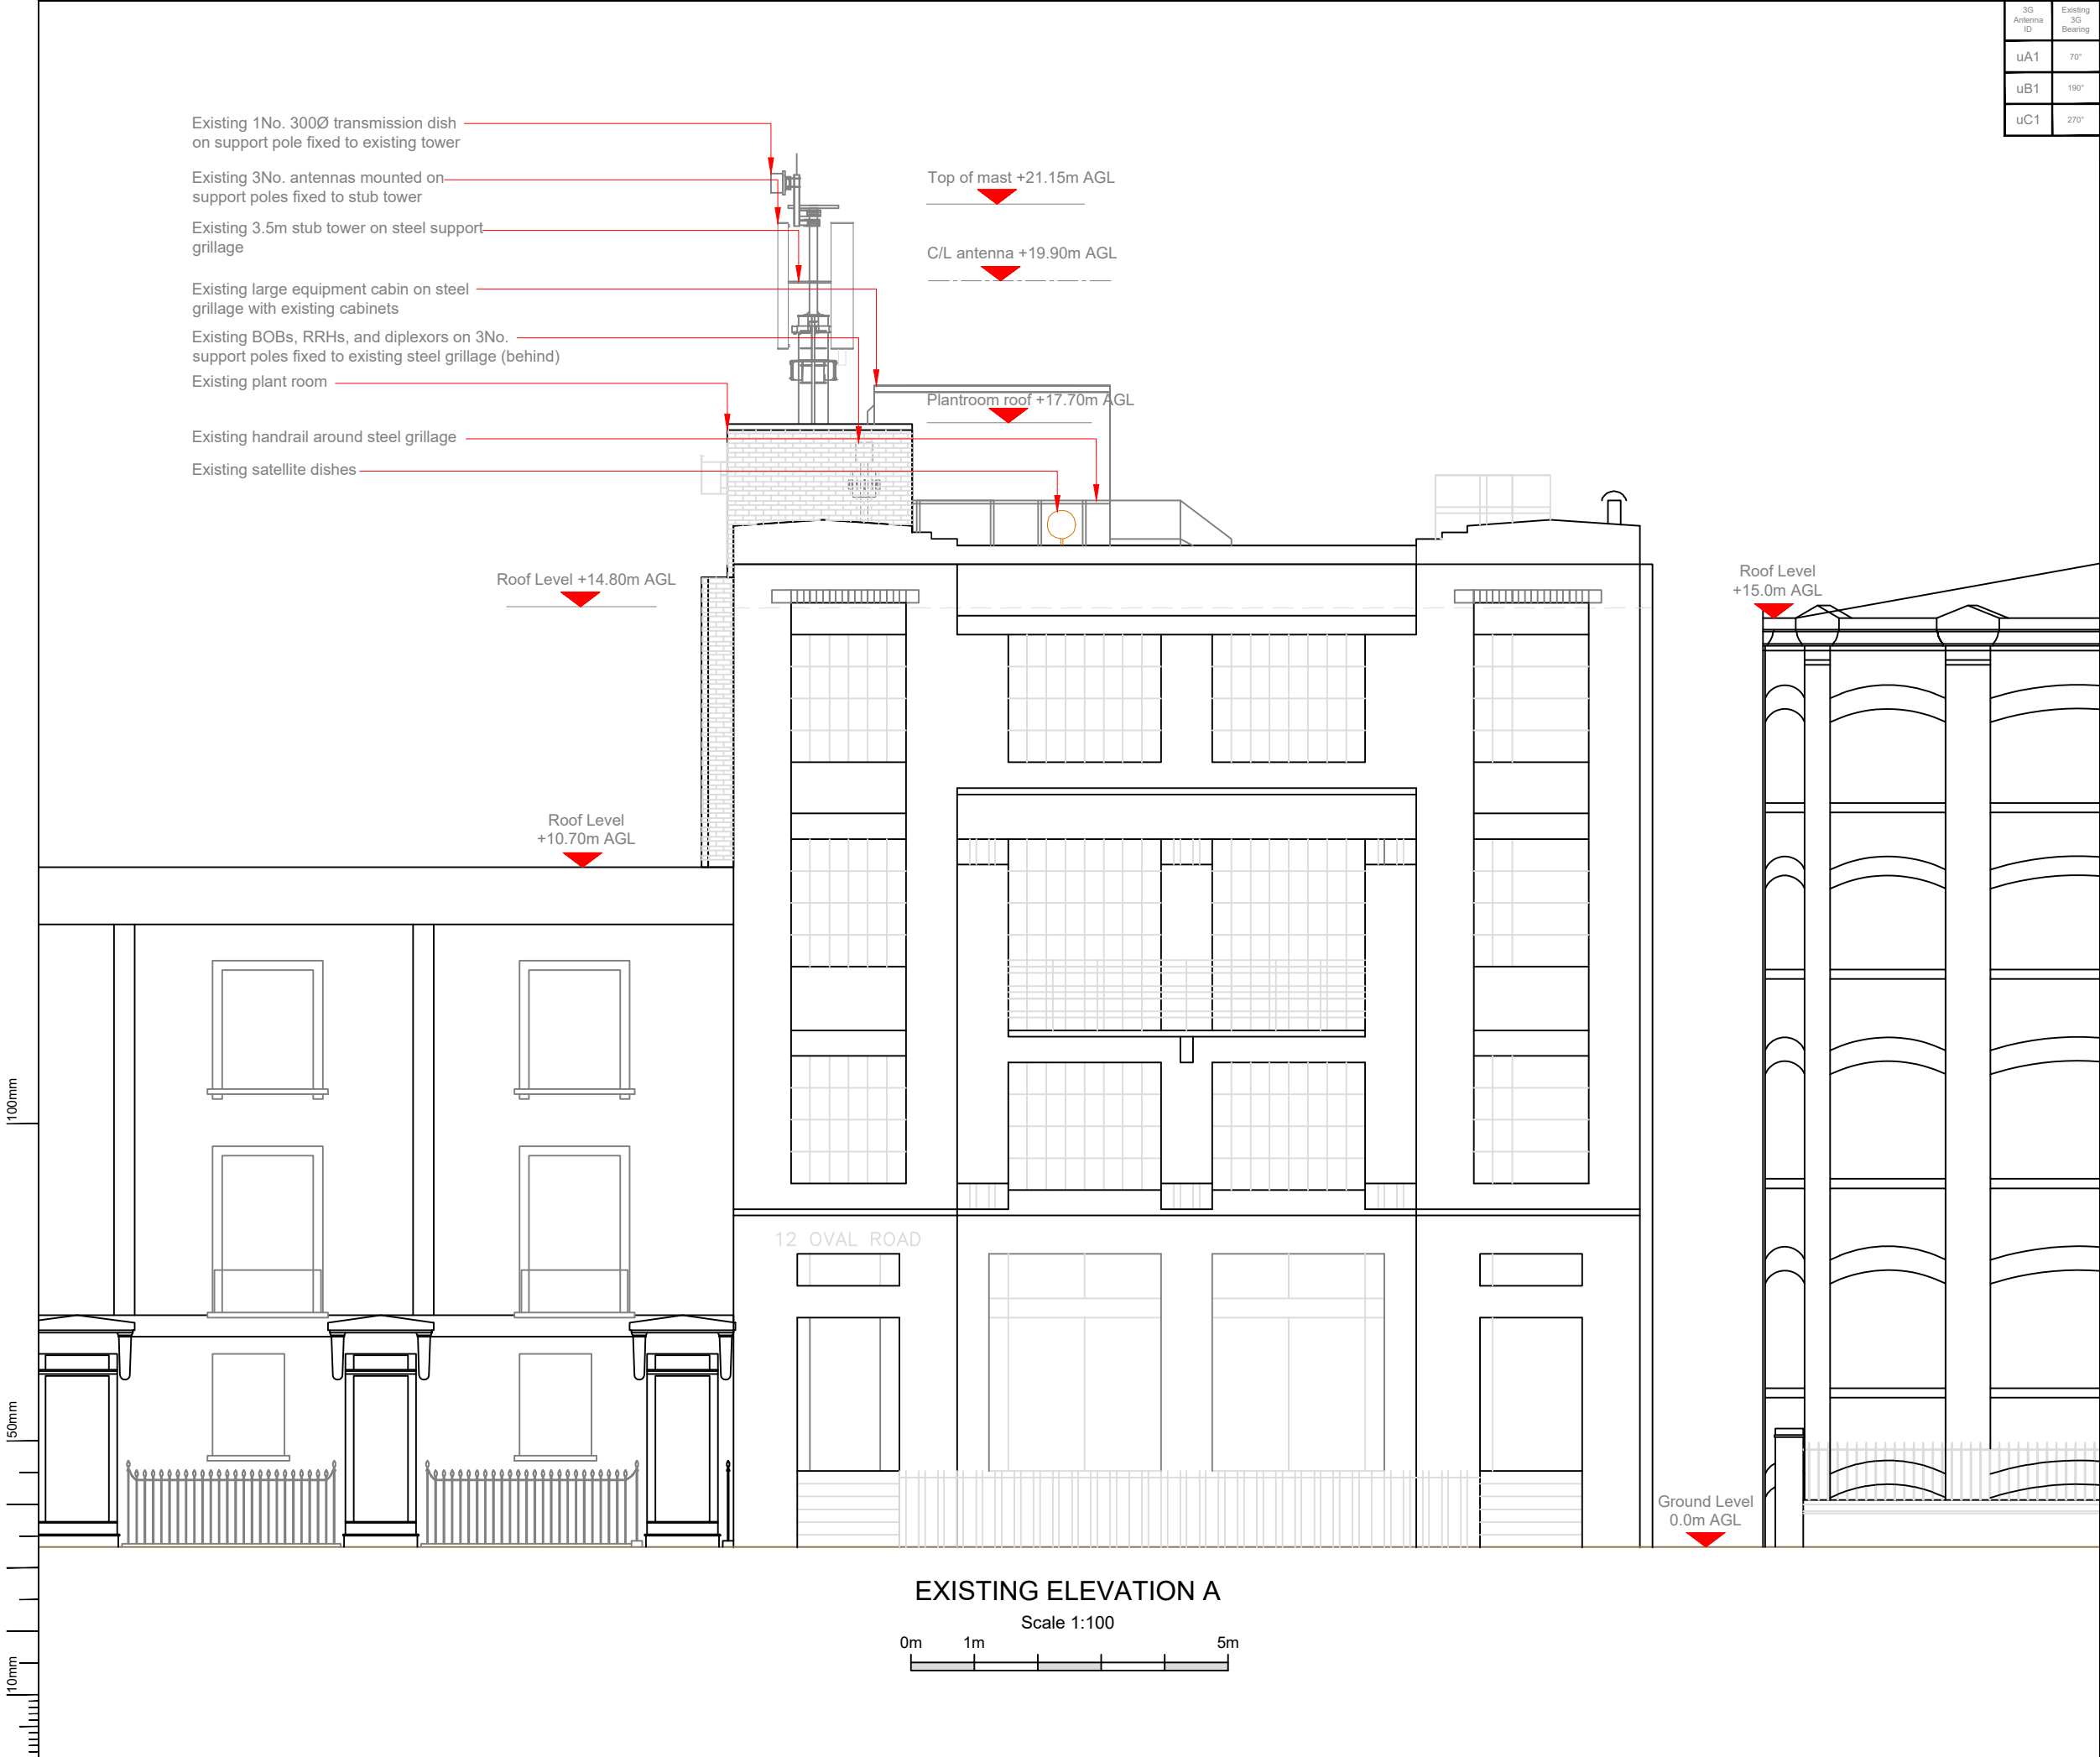 3G
Antenna
ID
Existing
3G
Bearing
uA1
70°
uB1
190°
uC1
270°
Existing 1No. 300Ø transmission dish
on support pole fixed to existing tower
Existing 3No. antennas mounted on
support poles fixed to stub tower
Existing 3.5m stub tower on steel support
grillage
Existing large equipment cabin on steel
grillage with existing cabinets
Existing BOBs, RRHs, and diplexors on 3No.
support poles fixed to existing steel grillage (behind)
Existing plant room
Existing handrail around steel grillage
Existing satellite dishes
Top of mast +21.15m AGL
C/L antenna +19.90m AGL
Plantroom roof +17.70m AGL
Roof Level +14.80m AGL
Roof Level
+15.0m AGL
Roof Level
+10.70m AGL
12 OVAL ROAD
Ground Level
0.0m AGL
100mm
50mm
10mm
EXISTING ELEVATION A
Scale 1:100
0m 1m 5m